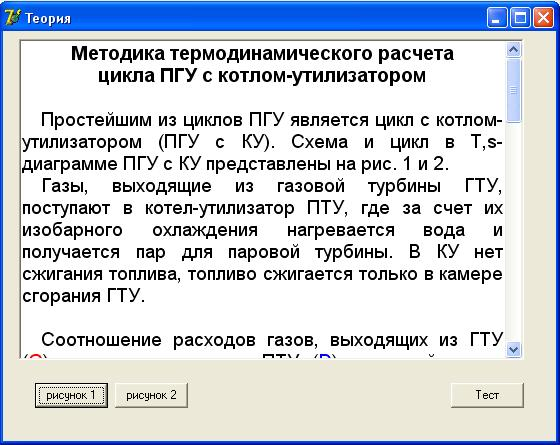 Теория
Методика термодинамического расчета
цикла ПГУ с котлом-утилизатором
Простейшим из циклов ПГУ является цикл с котлом-
утилизатором (ПГУ с КУ). Схема и цикл в T,s-
диаграмме ПГУ с КУ представлены на рис. 1 и 2.
Газы, выходящие из газовой турбины ГТУ,
поступают в котел-утилизатор ПТУ, где за счет их
изобарного охлаждения нагревается вода и
получается пар для паровой турбины. В КУ нет
сжигания топлива, топливо сжигается только в камере
сгорания ГТУ.
Соотношение расходов газов, выходящих из ГТУ
рисунок 1
рисунок 2
Тест